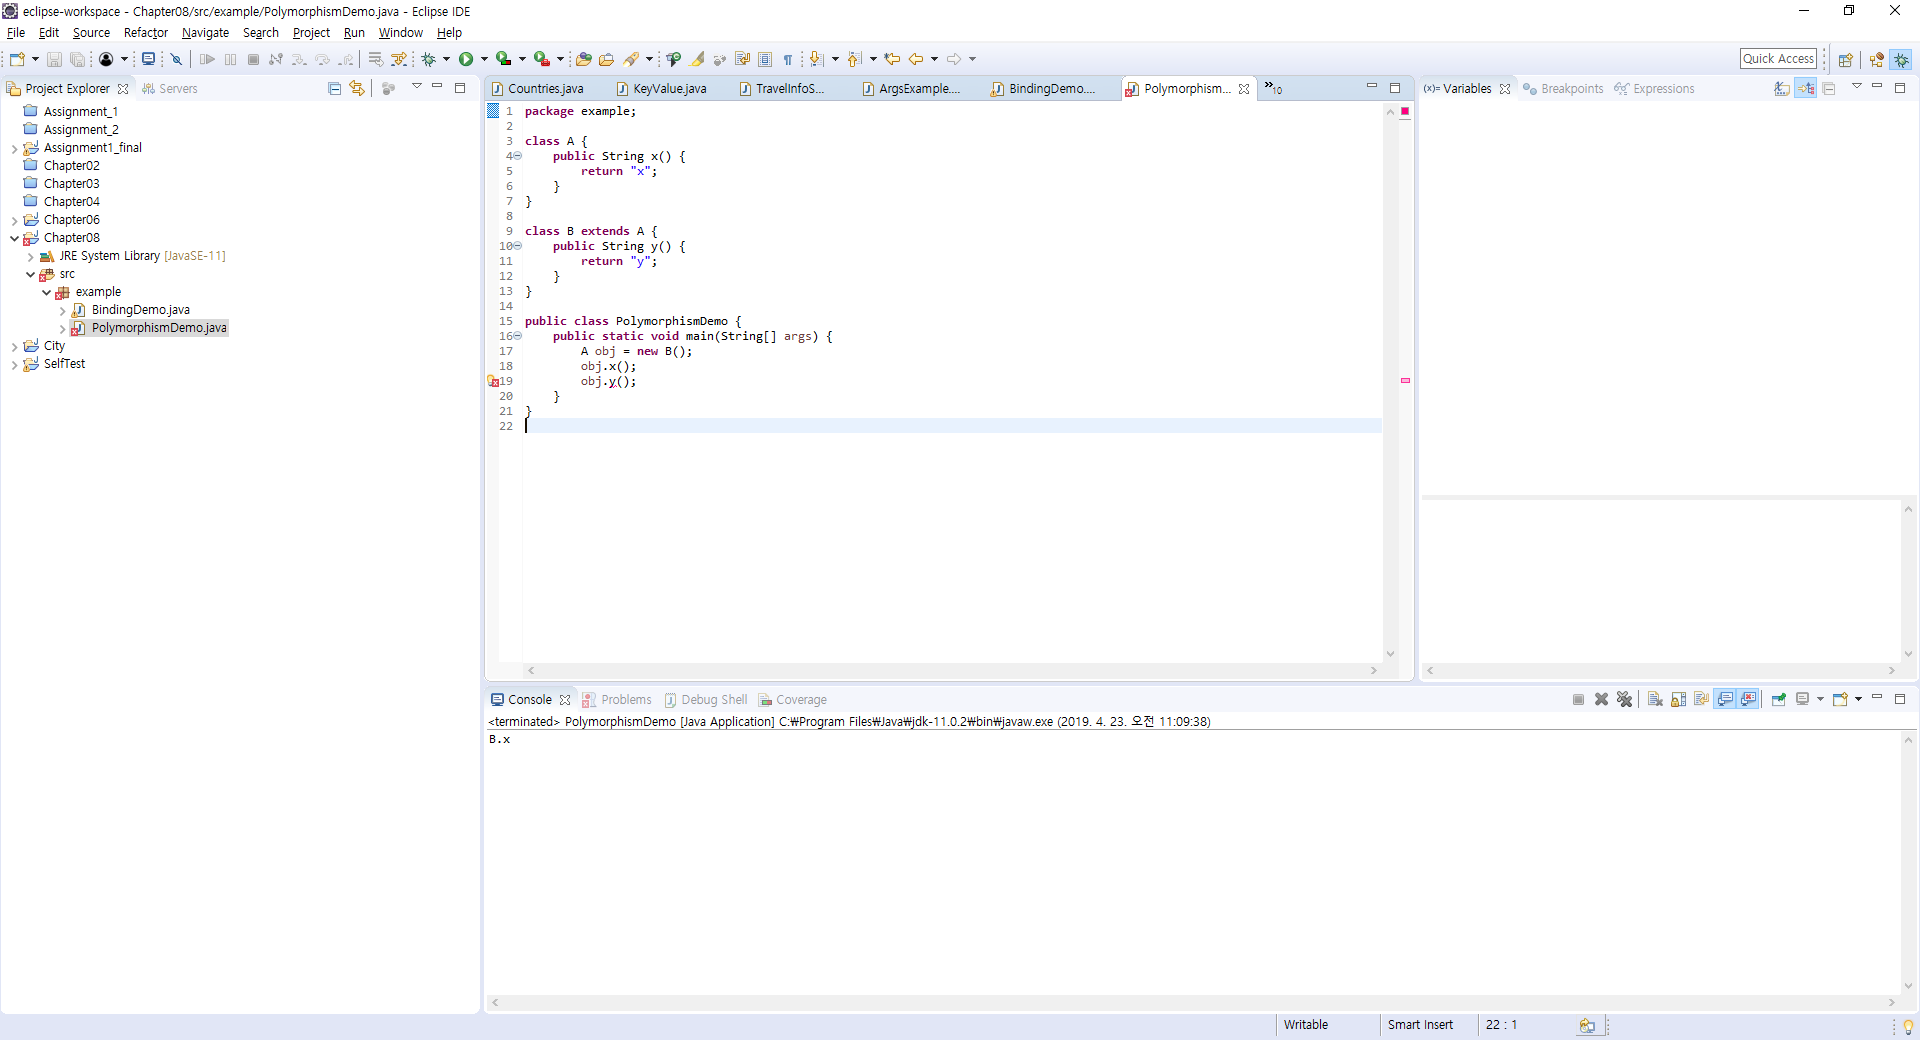 eclipse-workspace - Chapter08/src/example/PolymorphismDemo.java - Eclipse IDE
File Edit Source Refactor Navigate Search Project Run Window Help
Quick Access
Project Explorer Servers
Assignment_1
Assignment_2
Assignment1_final
Chapter02
Chapter03
Chapter04
Chapter06
Chapter08
JRE System Library [JavaSE-11]
src
example
BindingDemo.java
PolymorphismDemo.java
City
SelfTest
Countries.java KeyValue.java TravelInfoS... ArgsExample.... BindingDemo.... Polymorphism... »10
1 package example;
2
3 class A {
4 public String x() {
5 return "x";
6 }
7 }
8
9 class B extends A {
10 public String y() {
11 return "y";
12 }
13 }
14
15 public class PolymorphismDemo {
16 public static void main(String[] args) {
17 A obj = new B();
18 obj.x();
19 obj.y();
20 }
21 }
22
(x)= Variables Breakpoints Expressions
Console Problems Debug Shell Coverage
<terminated> PolymorphismDemo [Java Application] C:₩Program Files₩Java₩jdk-11.0.2₩bin₩javaw.exe (2019. 4. 23. 오전 11:09:38)
B.x
Writable Smart Insert 22 : 1